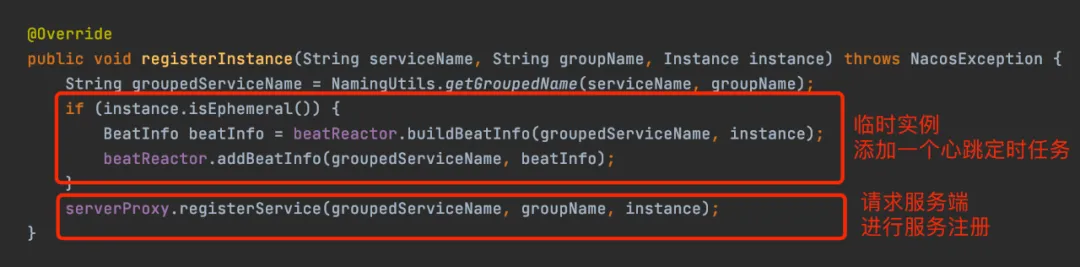 @Override
public void registerInstance(String serviceName, String groupName, Instance instance) throws NacosException {
String groupedServiceName = NamingUtils.getGroupedName(serviceName, groupName);
if (instance.isEphemeral()) {
BeatInfo beatInfo = beatReactor.buildBeatInfo(groupedServiceName, instance);
beatReactor.addBeatInfo(groupedServiceName, beatInfo);
}
临时实例
添加一个心跳定时任务
serverProxy.registerService(groupedServiceName, groupName, instance);
请求服务端
进行服务注册
}